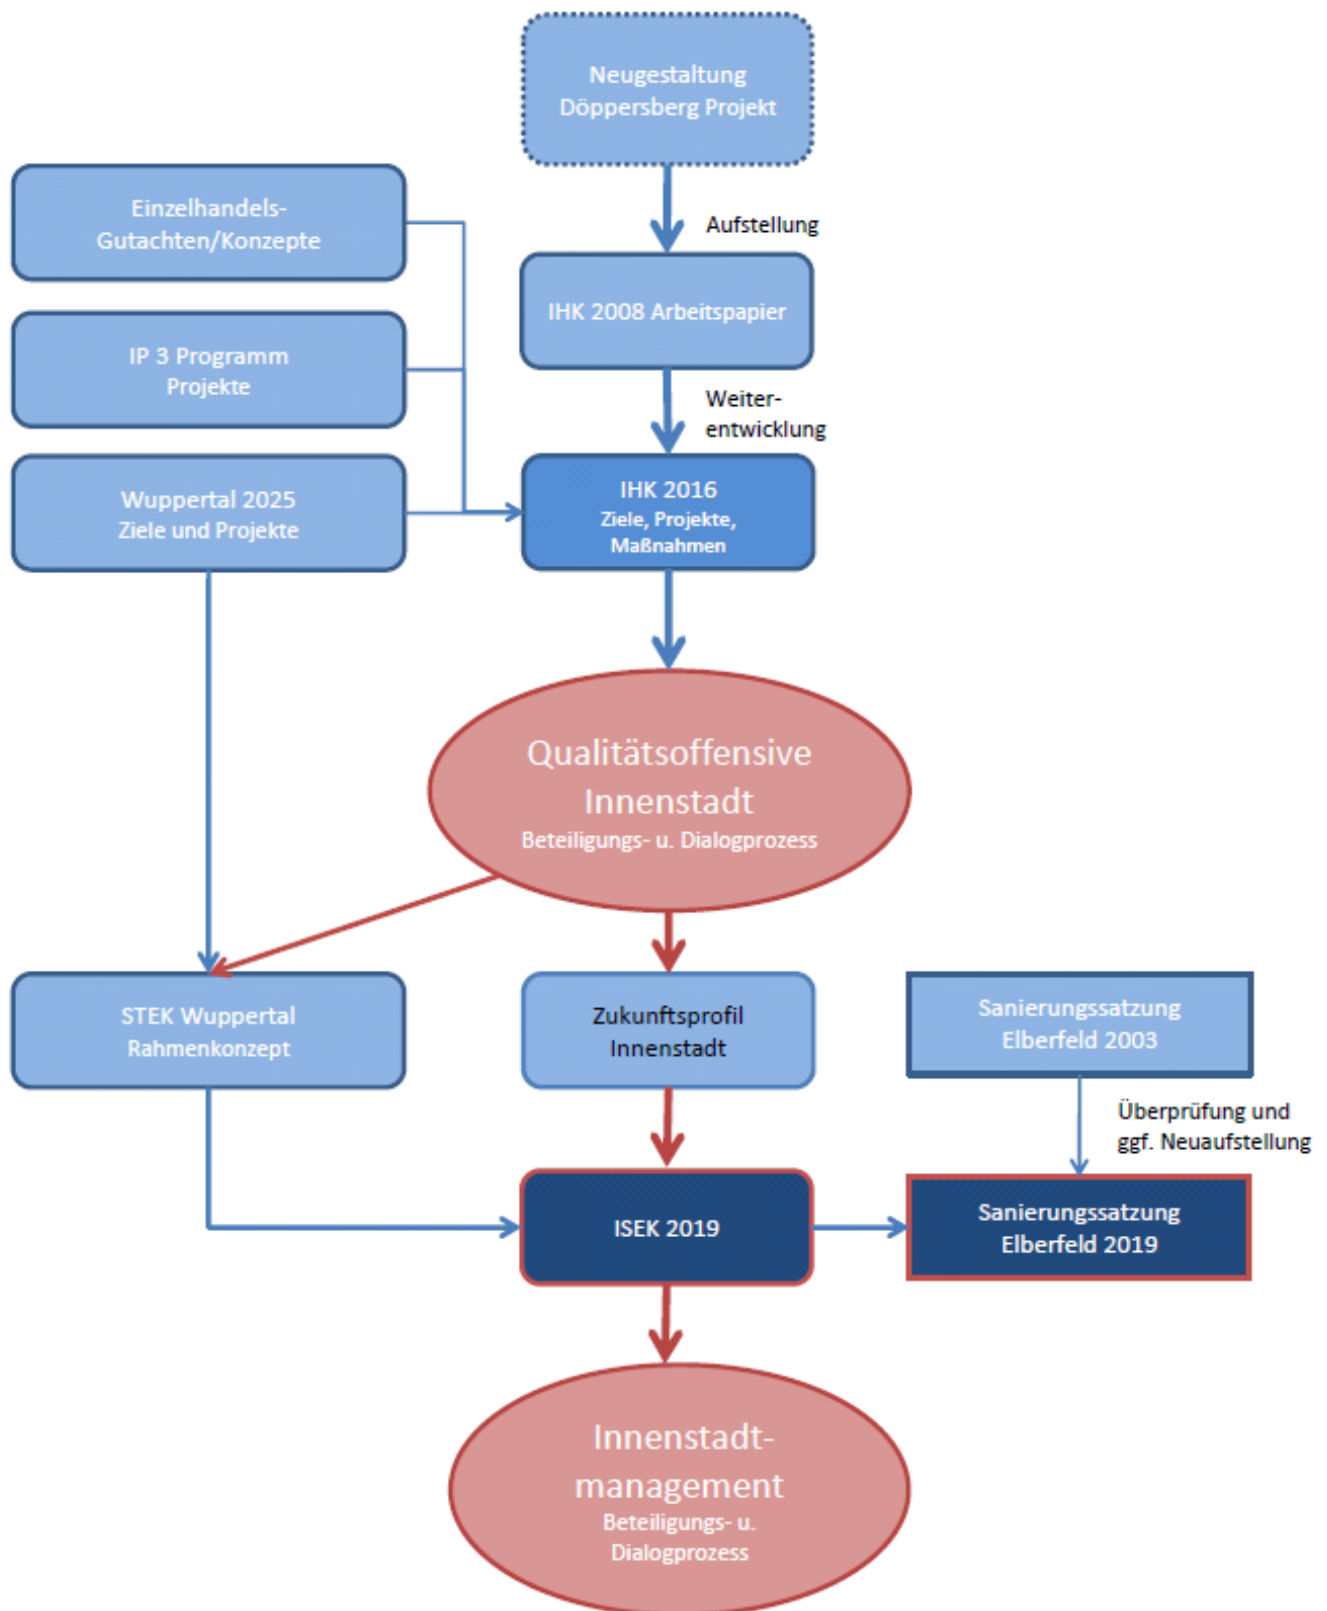 Neugestaltung
Döppersberg Projekt
Einzelhandels-
Gutachten/Konzepte
Aufstellung
IHK 2008 Arbeitspapier
IP 3 Programm
Projekte
Weiter-
entwicklung
Wuppertal 2025
Ziele und Projekte
IHK 2016
Ziele, Projekte,
Maßnahmen
Qualitätsoffensive
Innenstadt
Beteiligungs- u. Dialogprozess
STEK Wuppertal
Rahmenkonzept
Zukunftsprofil
Innenstadt
Sanierungssatzung
Elberfeld 2003
Überprüfung und
ggf. Neuaufstellung
ISEK 2019
Sanierungssatzung
Elberfeld 2019
Innenstadt-
management
Beteiligungs- u.
Dialogprozess